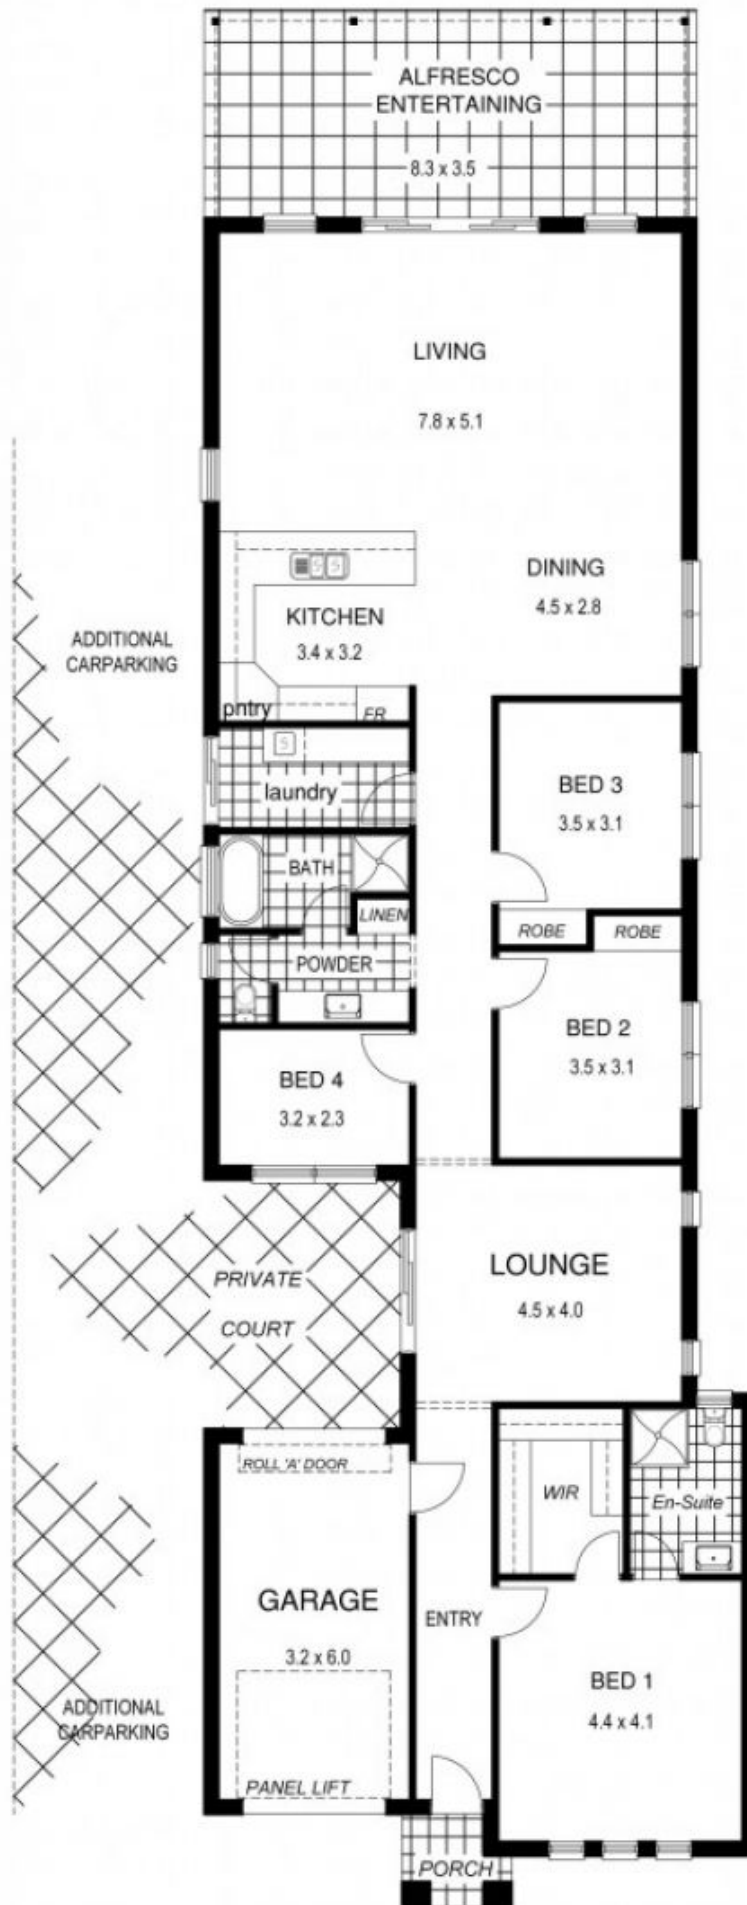 ALFRESCO
ENTERTAINING
8.3 x 3.5
LIVING
7.8 x 5.1
DINING
4.5 x 2.8
S S
KITCHEN
3.4 x 3.2
ADDITIONAL
CARPARKING
pntry
FR
S
laundry
BED 3
3.5 x 3.1
BATH
LINEN
ROBE
ROBE
POWDER
BED 2
3.5 x 3.1
BED 4
3.2 x 2.3
PRIVATE
COURT
LOUNGE
4.5 x 4.0
ROLL 'A' DOOR
WIR
En-Suite
GARAGE
3.2 x 6.0
ENTRY
BED 1
4.4 x 4.1
ADDITIONAL
CARPARKING
PANEL LIFT
PORCH